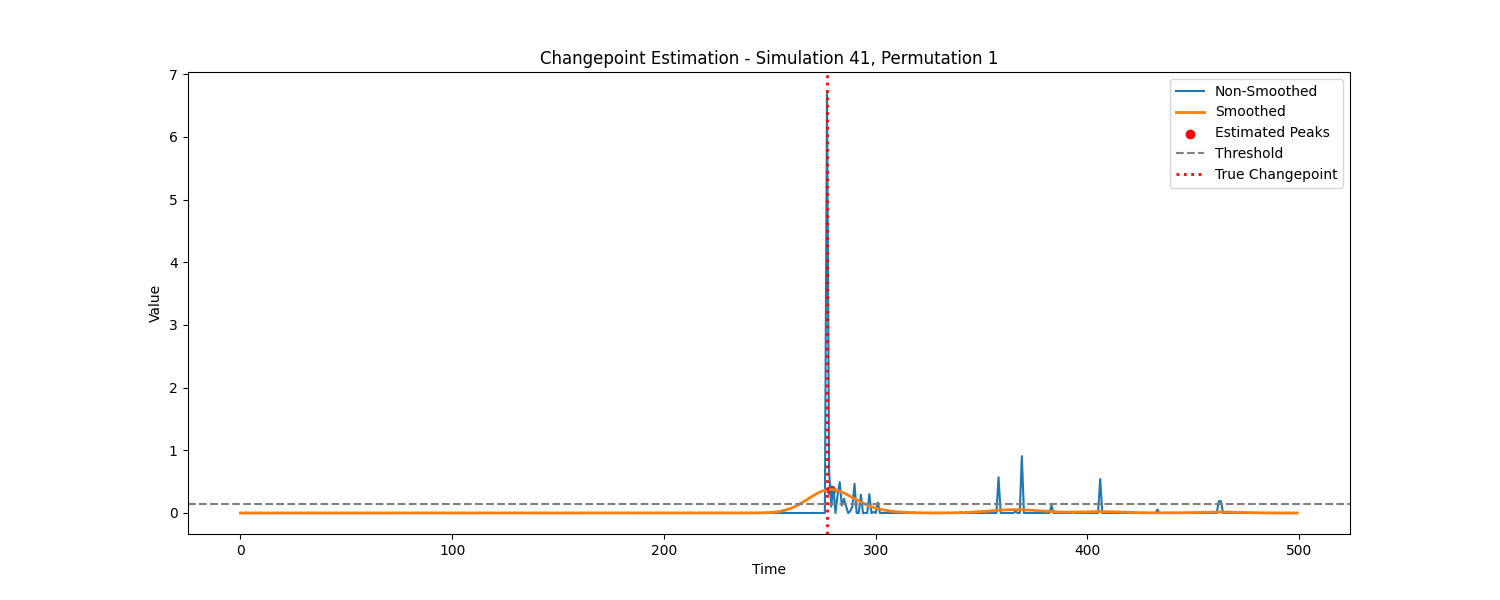 Changepoint Estimation - Simulation 41, Permutation 1
7
6
5
4
3
2
1
0
Value
Non-Smoothed
Smoothed
Estimated Peaks
Threshold
True Changepoint
0 100 200 300 400 500
Time